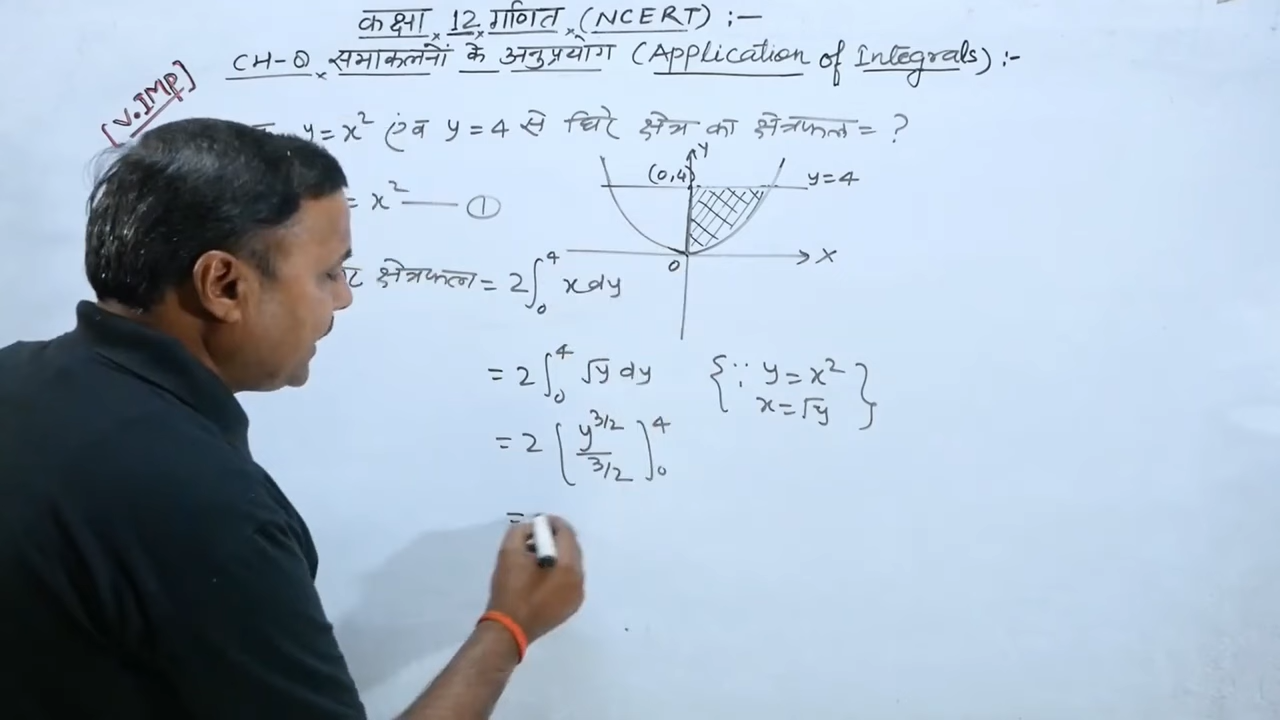 कक्षा 12 गणित (NCERT) :-
CH-8 समाकलनों के अनुप्रयोग (Application of Integrals) :-
[V.IMP]
y = x² एवं y = 4 से घिरे क्षेत्र का क्षेत्रफल = ?
Y
(0,4)
y=4
= x² —— ①
X
0
क्षेत्रफल = 2∫₀⁴ x dy
= 2∫₀⁴ √y dy {∵ y = x²
x = √y}
= 2 [y^{3/2} / 3/2]₀⁴
=